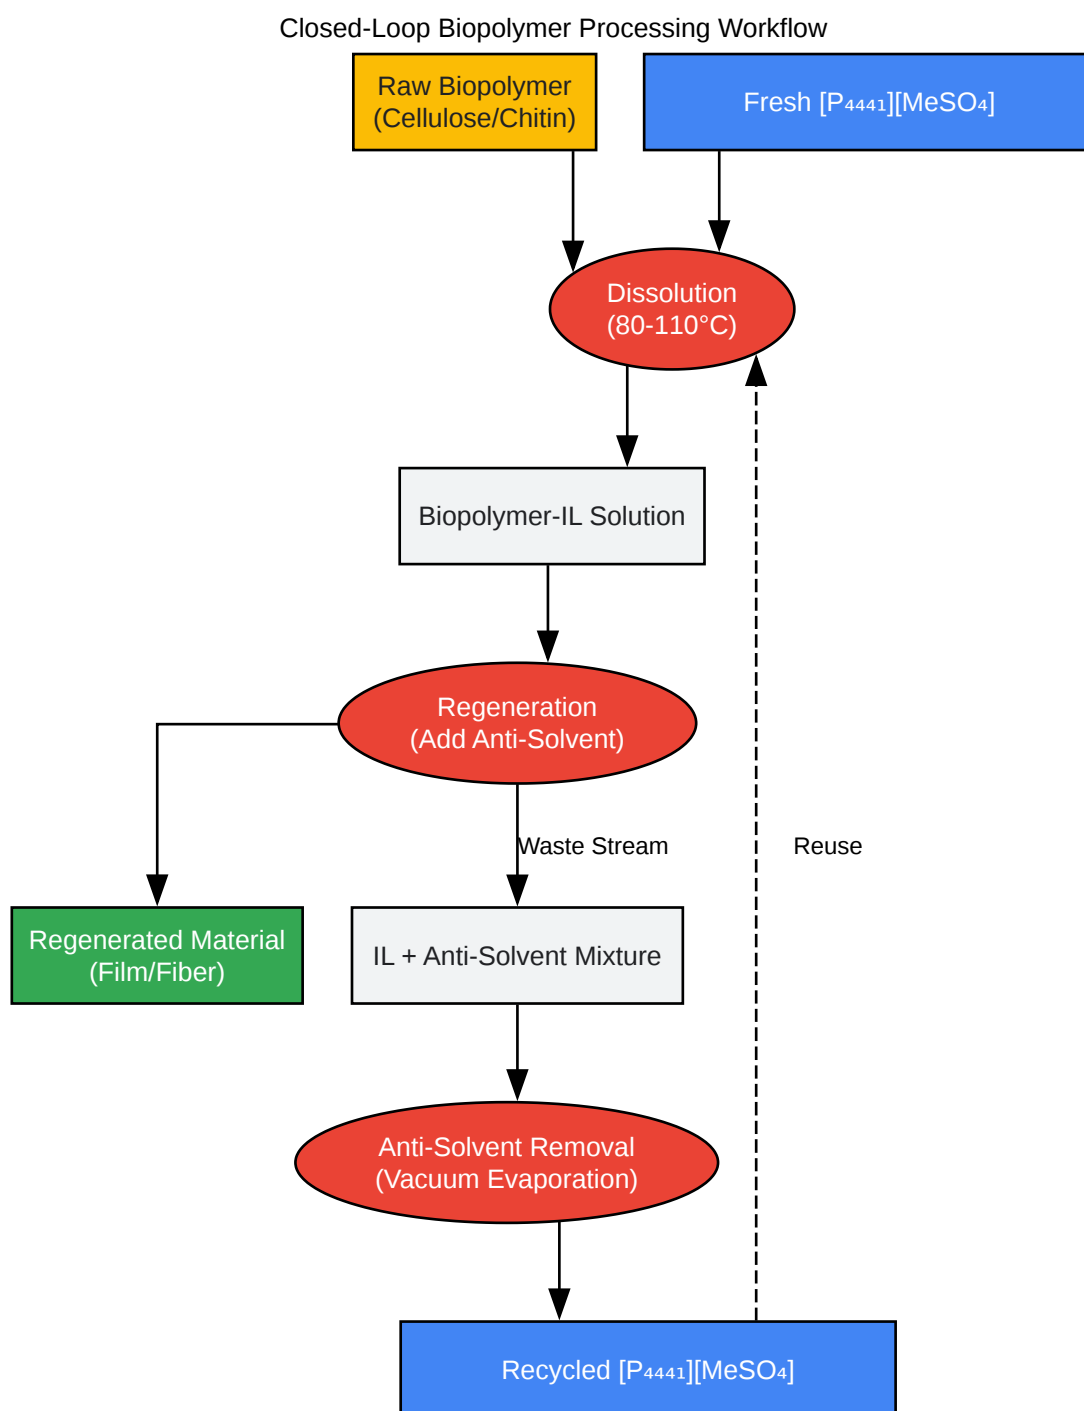 Closed-Loop Biopolymer Processing Workflow
Raw Biopolymer
(Cellulose/Chitin)
Fresh [P₄₄₄₁][MeSO₄]
Dissolution
(80-110°C)
Biopolymer-IL Solution
Regeneration
(Add Anti-Solvent)
Waste Stream
Reuse
Regenerated Material
(Film/Fiber)
IL + Anti-Solvent Mixture
Anti-Solvent Removal
(Vacuum Evaporation)
Recycled [P₄₄₄₁][MeSO₄]